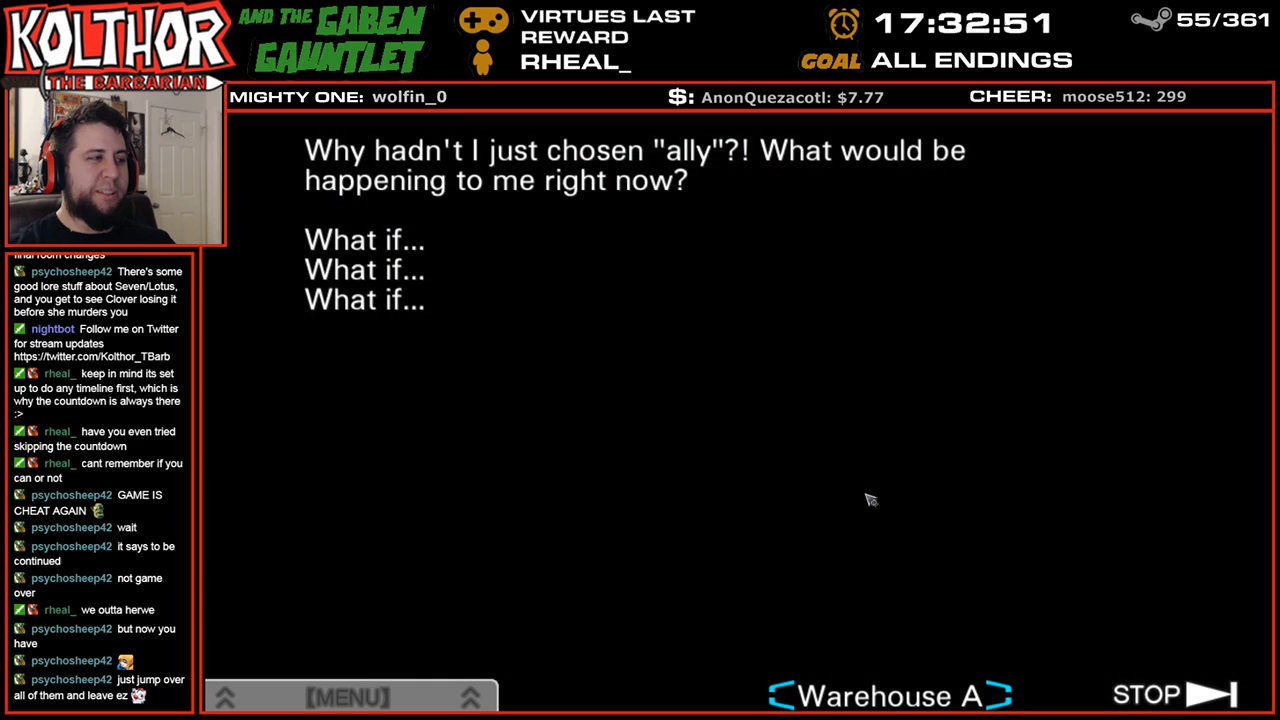 KOLTHOR
THE BARBARIAN
AND THE GABEN
GAUNTLET
VIRTUES LAST
REWARD
RHEAL_
17:32:51
GOAL ALL ENDINGS
55/361
MIGHTY ONE: wolfin_0
$: AnonQuezacotl: $7.77
CHEER: moose512: 299
Why hadn't I just chosen "ally"?! What would be
happening to me right now?
What if...
What if...
What if...
final room changes
psychosheep42 There's some
good lore stuff about Seven/Lotus,
and you get to see Clover losing it
before she murders you
nightbot Follow me on Twitter
for stream updates
https://twitter.com/Kolthor_TBarb
rheal_ keep in mind its set
up to do any timeline first, which is
why the countdown is always there
:>
rheal_ have you even tried
skipping the countdown
rheal_ cant remember if you
can or not
psychosheep42 GAME IS
CHEAT AGAIN
psychosheep42 wait
psychosheep42 it says to be
continued
psychosheep42 not game
over
rheal_ we outta herwe
psychosheep42 but now you
have
psychosheep42
psychosheep42 just jump over
all of them and leave ez
[MENU]
Warehouse A
STOP